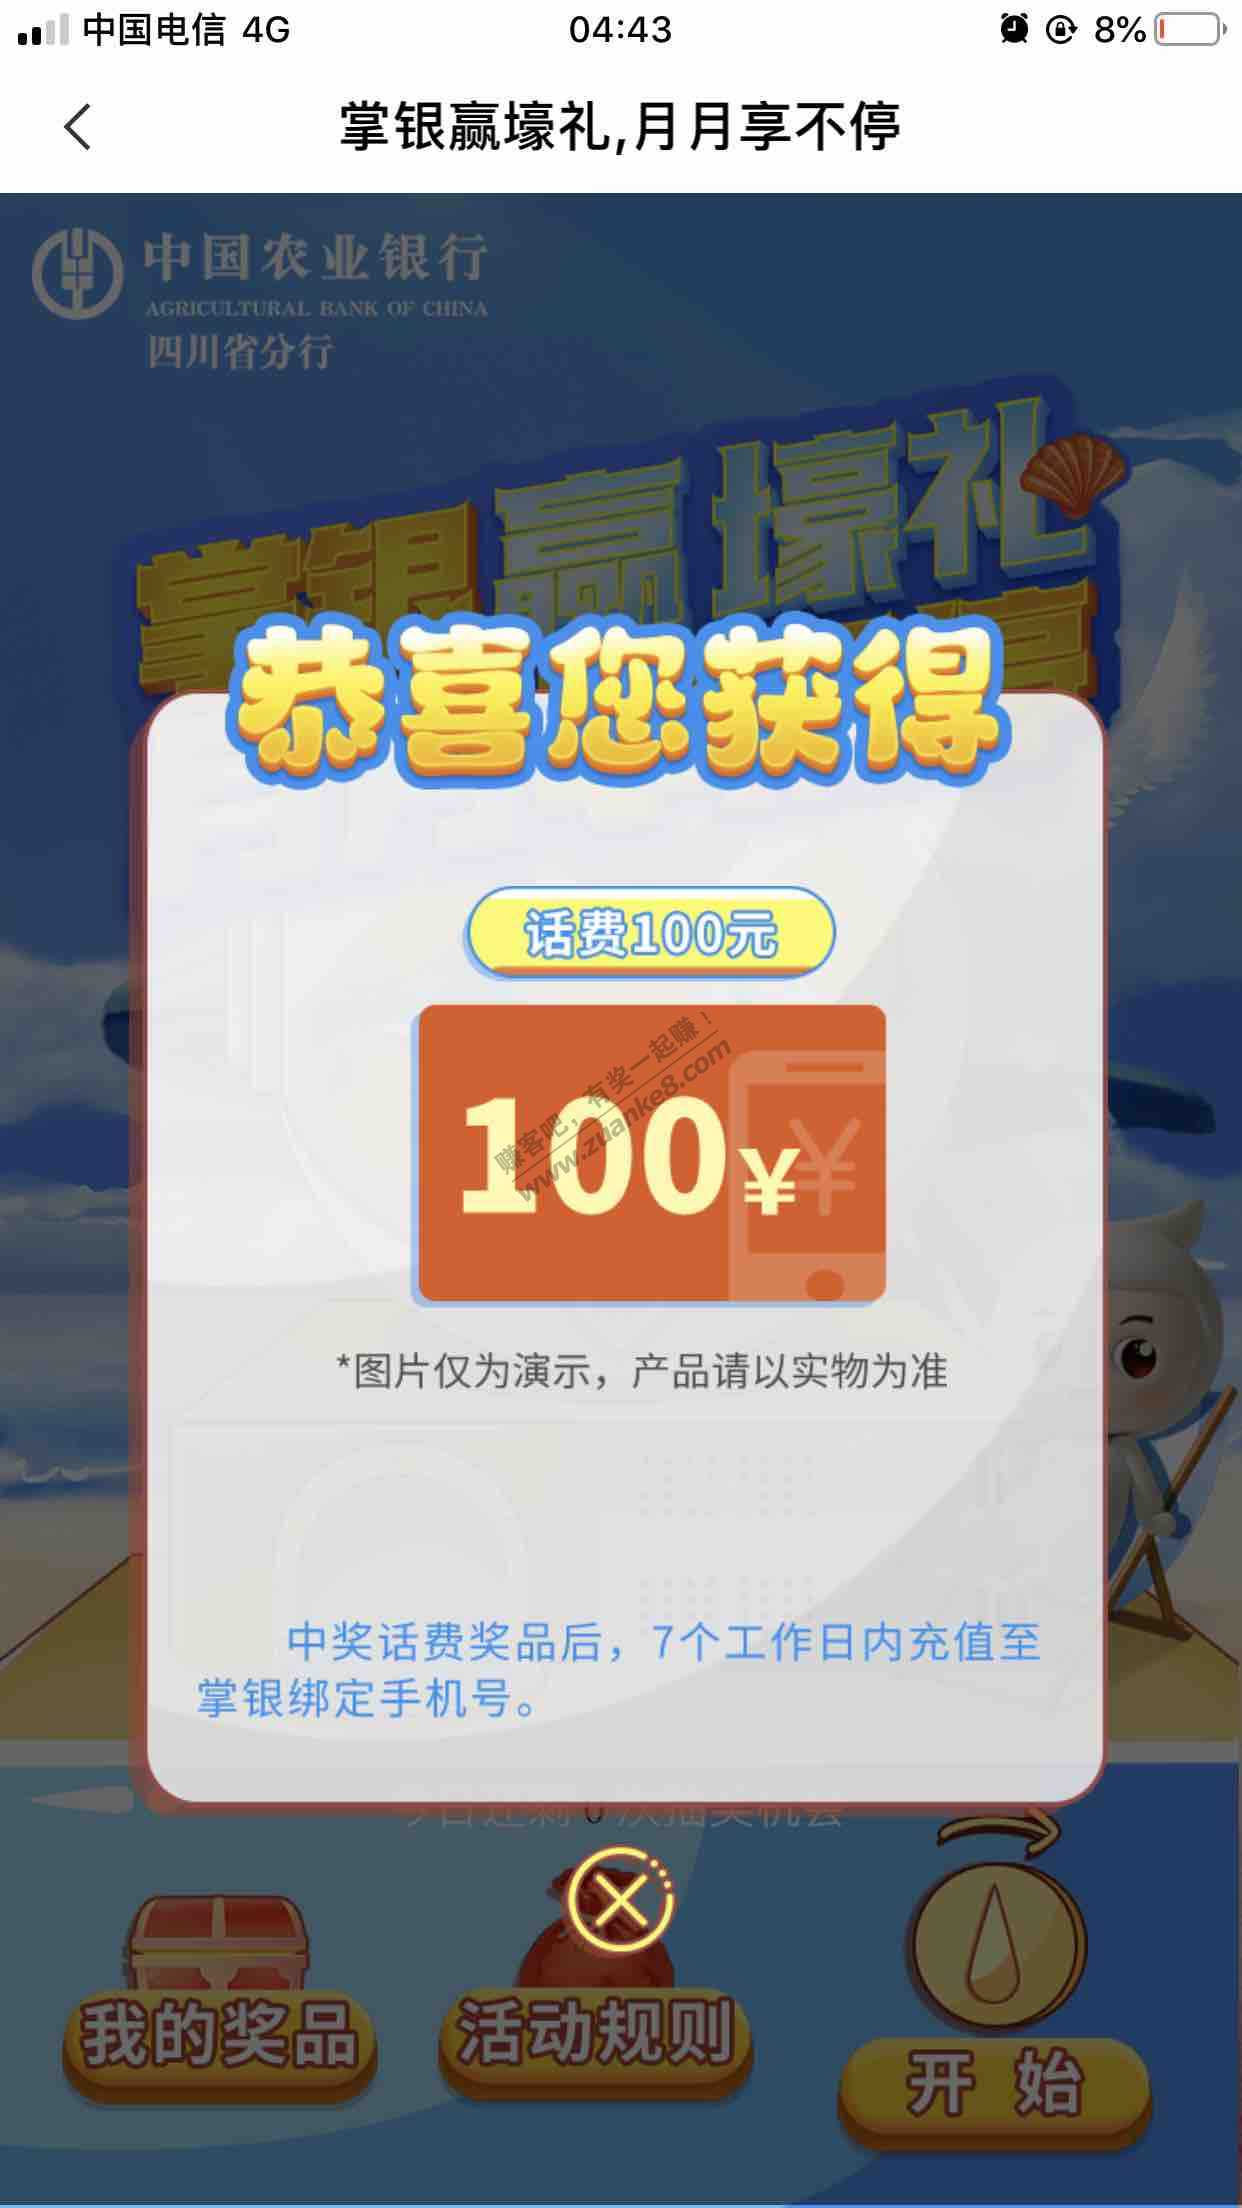 中国电信 4G
04:43
8%
掌银赢壕礼,月月享不停
中国农业银行
AGRICULTURAL BANK OF CHINA
四川省分行
掌银赢壕礼
享
恭喜您获得
话费100元
100¥
¥
赚客吧，有奖一起赚！
www.zuanke8.com
*图片仅为演示，产品请以实物为准
中奖话费奖品后，7个工作日内充值至
掌银绑定手机号。
今日还剩 0 次抽奖机会
我的奖品
活动规则
开 始